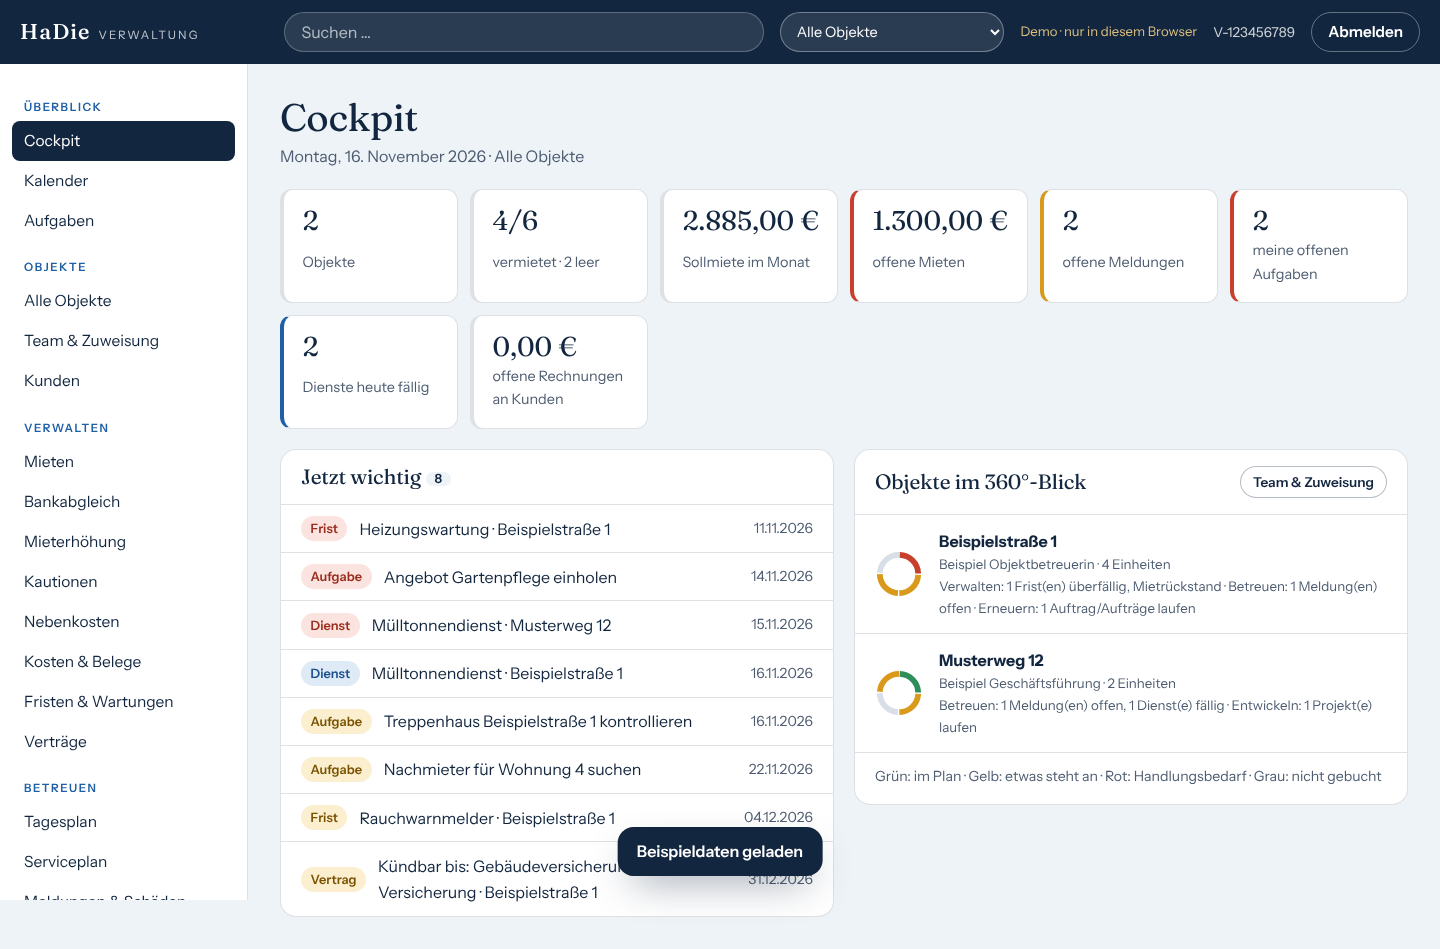 HaDie VERWALTUNG
Suchen ...
Alle Objekte
Demo · nur in diesem Browser
V-123456789
Abmelden
ÜBERBLICK
Cockpit
Kalender
Aufgaben
OBJEKTE
Alle Objekte
Team & Zuweisung
Kunden
VERWALTEN
Mieten
Bankabgleich
Mieterhöhung
Kautionen
Nebenkosten
Kosten & Belege
Fristen & Wartungen
Verträge
BETREUEN
Tagesplan
Serviceplan
Meldungen & Schäden
Cockpit
Montag, 16. November 2026 · Alle Objekte
2
Objekte
4/6
vermietet · 2 leer
2.885,00 €
Sollmiete im Monat
1.300,00 €
offene Mieten
2
offene Meldungen
2
meine offenen
Aufgaben
2
Dienste heute fällig
0,00 €
offene Rechnungen
an Kunden
Jetzt wichtig 8
Frist Heizungswartung · Beispielstraße 1 11.11.2026
Aufgabe Angebot Gartenpflege einholen 14.11.2026
Dienst Mülltonnendienst · Musterweg 12 15.11.2026
Dienst Mülltonnendienst · Beispielstraße 1 16.11.2026
Aufgabe Treppenhaus Beispielstraße 1 kontrollieren 16.11.2026
Aufgabe Nachmieter für Wohnung 4 suchen 22.11.2026
Frist Rauchwarnmelder · Beispielstraße 1 04.12.2026
Vertrag Kündbar bis:
Versicherung · Beispielstraße 1 31.12.2026
Beispieldaten geladen
Objekte im 360°-Blick
Team & Zuweisung
Beispielstraße 1
Beispiel Objektbetreuerin · 4 Einheiten
Verwalten: 1 Frist(en) überfällig, Mietrückstand · Betreuen: 1 Meldung(en)
offen · Erneuern: 1 Auftrag/Aufträge laufen
Musterweg 12
Beispiel Geschäftsführung · 2 Einheiten
Betreuen: 1 Meldung(en) offen, 1 Dienst(e) fällig · Entwickeln: 1 Projekt(e)
laufen
Grün: im Plan · Gelb: etwas steht an · Rot: Handlungsbedarf · Grau: nicht gebucht